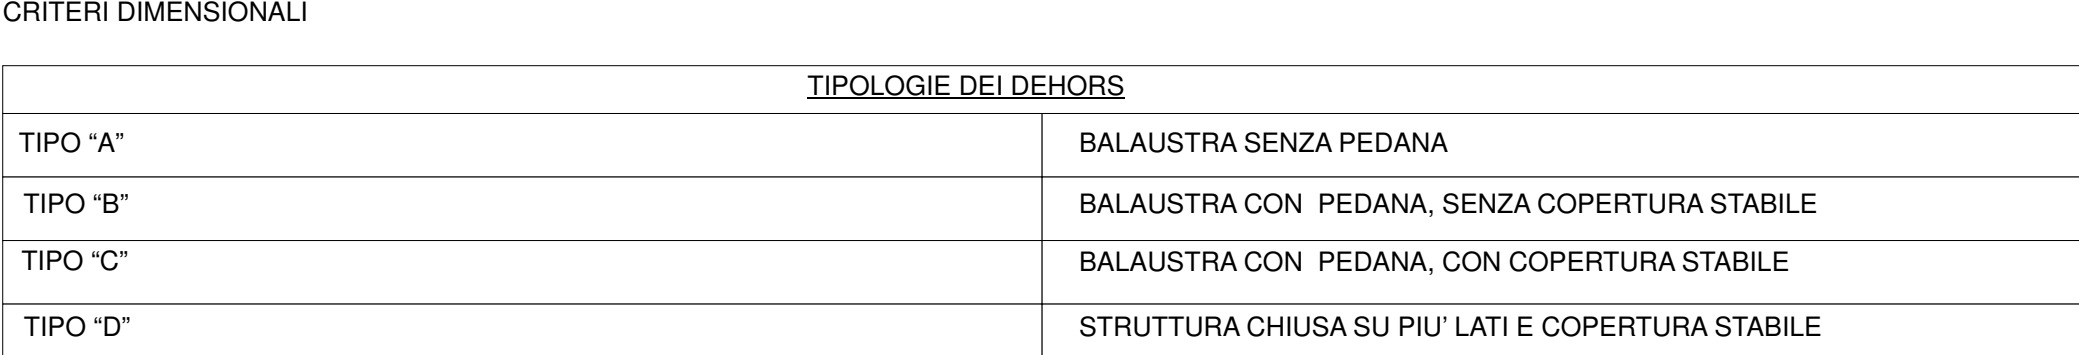 CRITERI DIMENSIONALI
TIPOLOGIE DEI DEHORS
TIPO “A” BALAUSTRA SENZA PEDANA
TIPO “B” BALAUSTRA CON PEDANA, SENZA COPERTURA STABILE
TIPO “C” BALAUSTRA CON PEDANA, CON COPERTURA STABILE
TIPO “D” STRUTTURA CHIUSA SU PIU’ LATI E COPERTURA STABILE